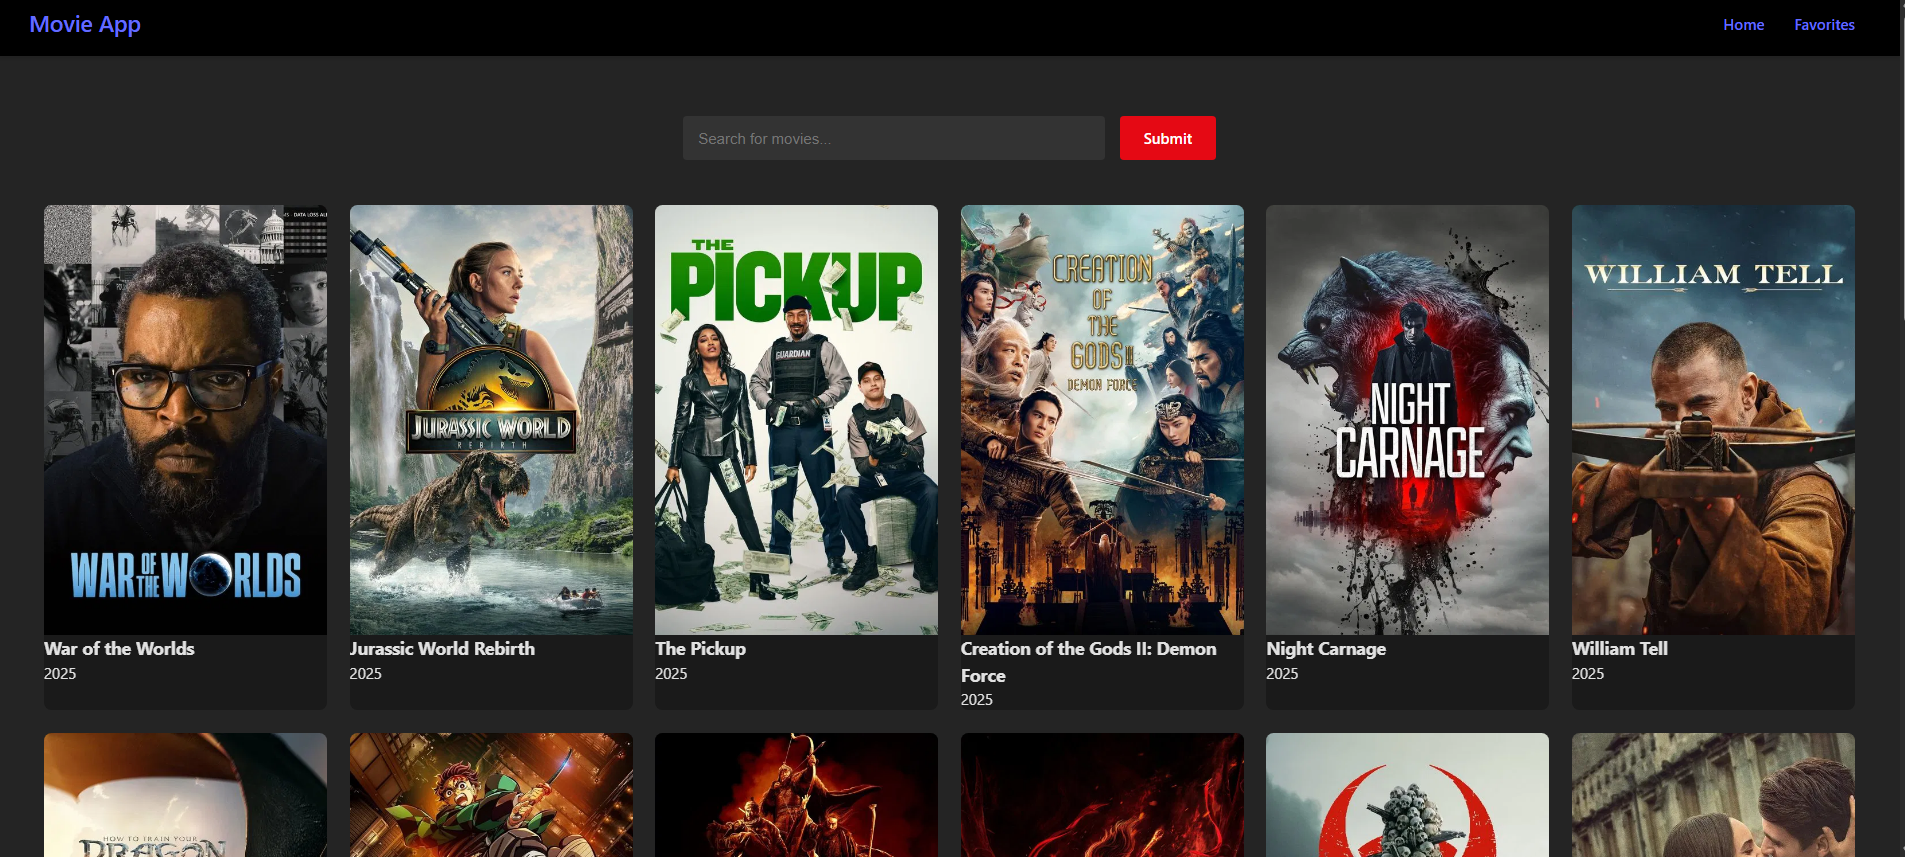 Movie App
Home
Favorites
Search for movies...
Submit
DATA LOSS
WAR OF THE WORLDS
JURASSIC WORLD
REBIRTH
THE
PICKUP
GUARDIAN
CREATION
OF
THE
GODS II
DEMON FORCE
NIGHT
CARNAGE
WILLIAM TELL
War of the Worlds
2025
Jurassic World Rebirth
2025
The Pickup
2025
Creation of the Gods II: Demon
Force
2025
Night Carnage
2025
William Tell
2025
HOW TO TRAIN YOUR
DRAGON